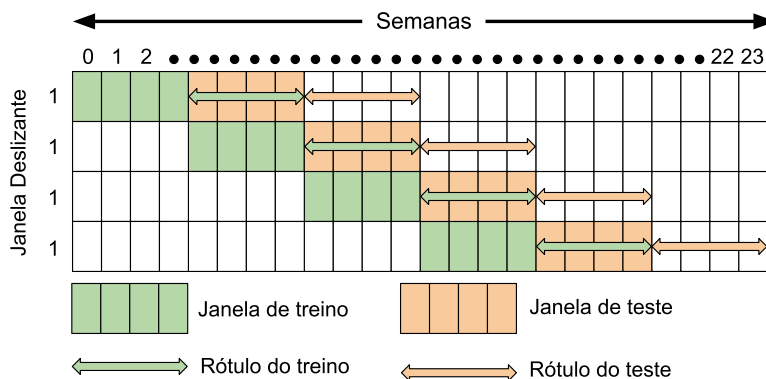 Semanas
0 1 2 22 23
Janela Deslizante
1
1
1
1
Janela de treino
Janela de teste
Rótulo do treino
Rótulo do teste